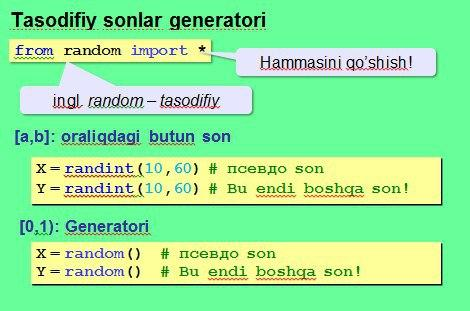 Tasodifiy sonlar generatori
from random import *
Hammasini qo’shish!
ingl. random – tasodifiy
[a,b]: oraliqdagi butun son
X = randint(10,60) # псевдо son
Y = randint(10,60) # Bu endi boshqa son!
[0,1): Generatori
X = random() # псевдо son
Y = random() # Bu endi boshqa son!